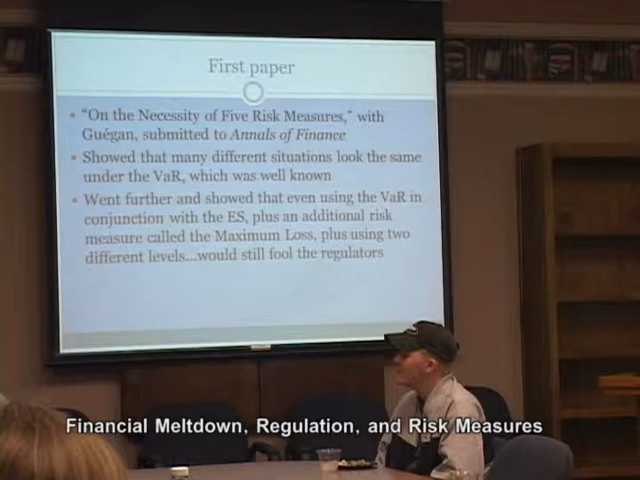 First paper
“On the Necessity of Five Risk Measures,” with
Guégan, submitted to Annals of Finance
Showed that many different situations look the same
under the VaR, which was well known
Went further and showed that even using the VaR in
conjunction with the ES, plus an additional risk
measure called the Maximum Loss, plus using two
different levels...would still fool the regulators
Financial Meltdown, Regulation, and Risk Measures